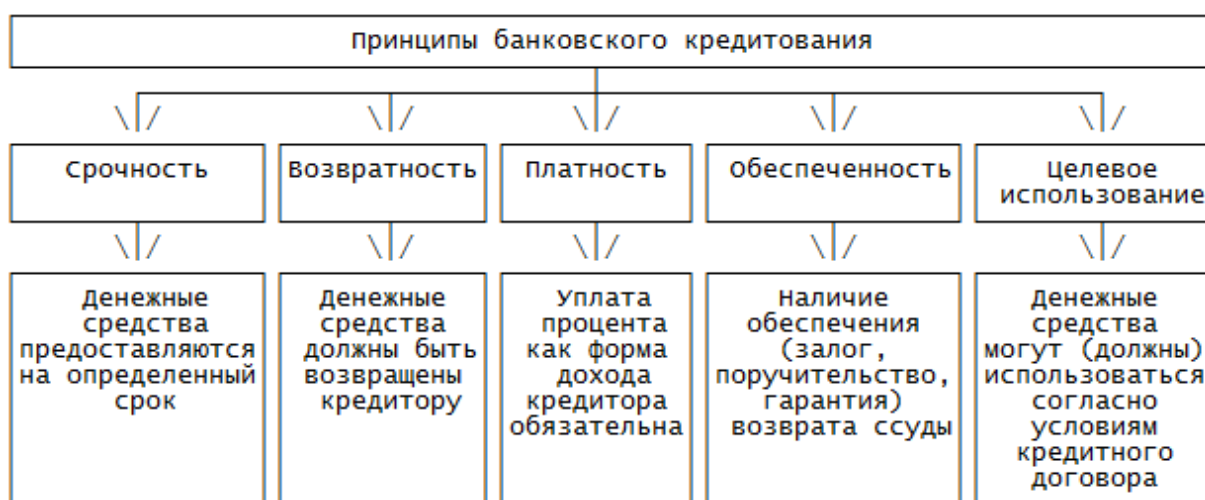 Принципы банковского кредитования
Срочность
Возвратность
Платность
Обеспеченность
Целевое
использование
Денежные
средства
предоставляются
на определенный
срок
Денежные
средства
должны быть
возвращены
кредитору
Уплата
процента
как форма
дохода
кредитора
обязательна
Наличие
обеспечения
(залог,
поручительство,
гарантия)
возврата ссуды
Денежные
средства
могут (должны)
использоваться
согласно
условиям
кредитного
договора